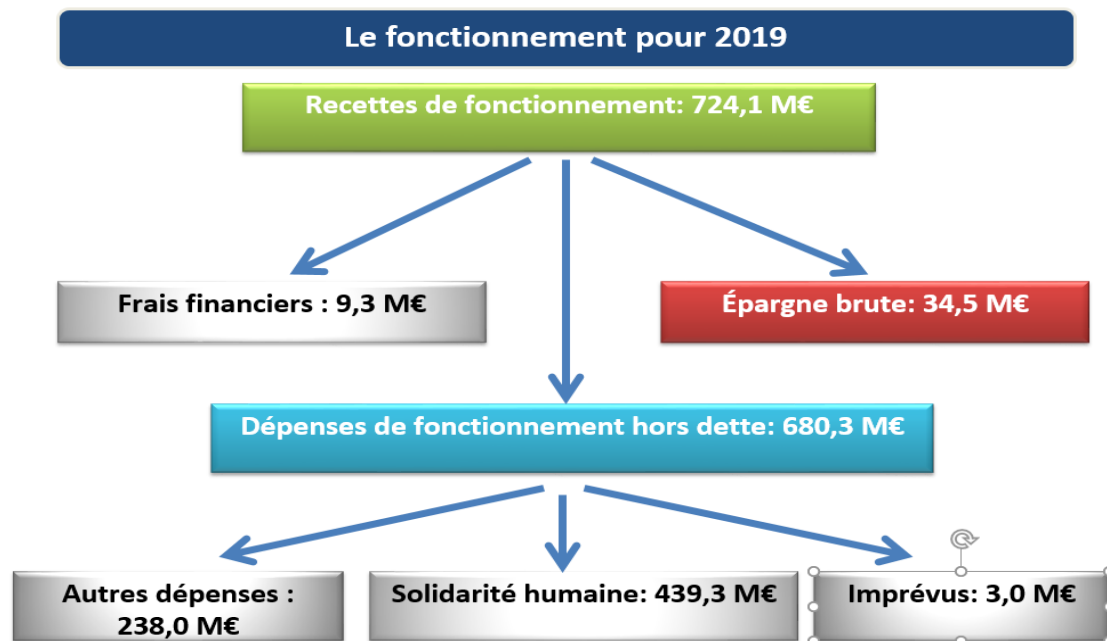 Le fonctionnement pour 2019
Recettes de fonctionnement: 724,1 M€
Frais financiers : 9,3 M€
Épargne brute: 34,5 M€
Dépenses de fonctionnement hors dette: 680,3 M€
Autres dépenses :
238,0 M€
Solidarité humaine: 439,3 M€
Imprévus: 3,0 M€